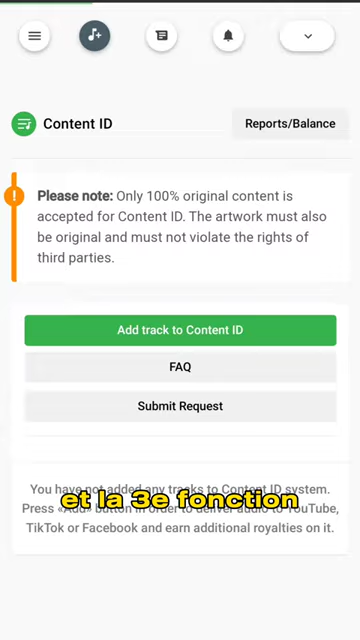 Content ID
Reports/Balance
Please note: Only 100% original content is
accepted for Content ID. The artwork must also
be original and must not violate the rights of
third parties.
Add track to Content ID
FAQ
Submit Request
You have not added any tracks to Content ID system.
et la 3e fonction
Press «Add» button in order to deliver audio to YouTube,
TikTok or Facebook and earn additional royalties on it.